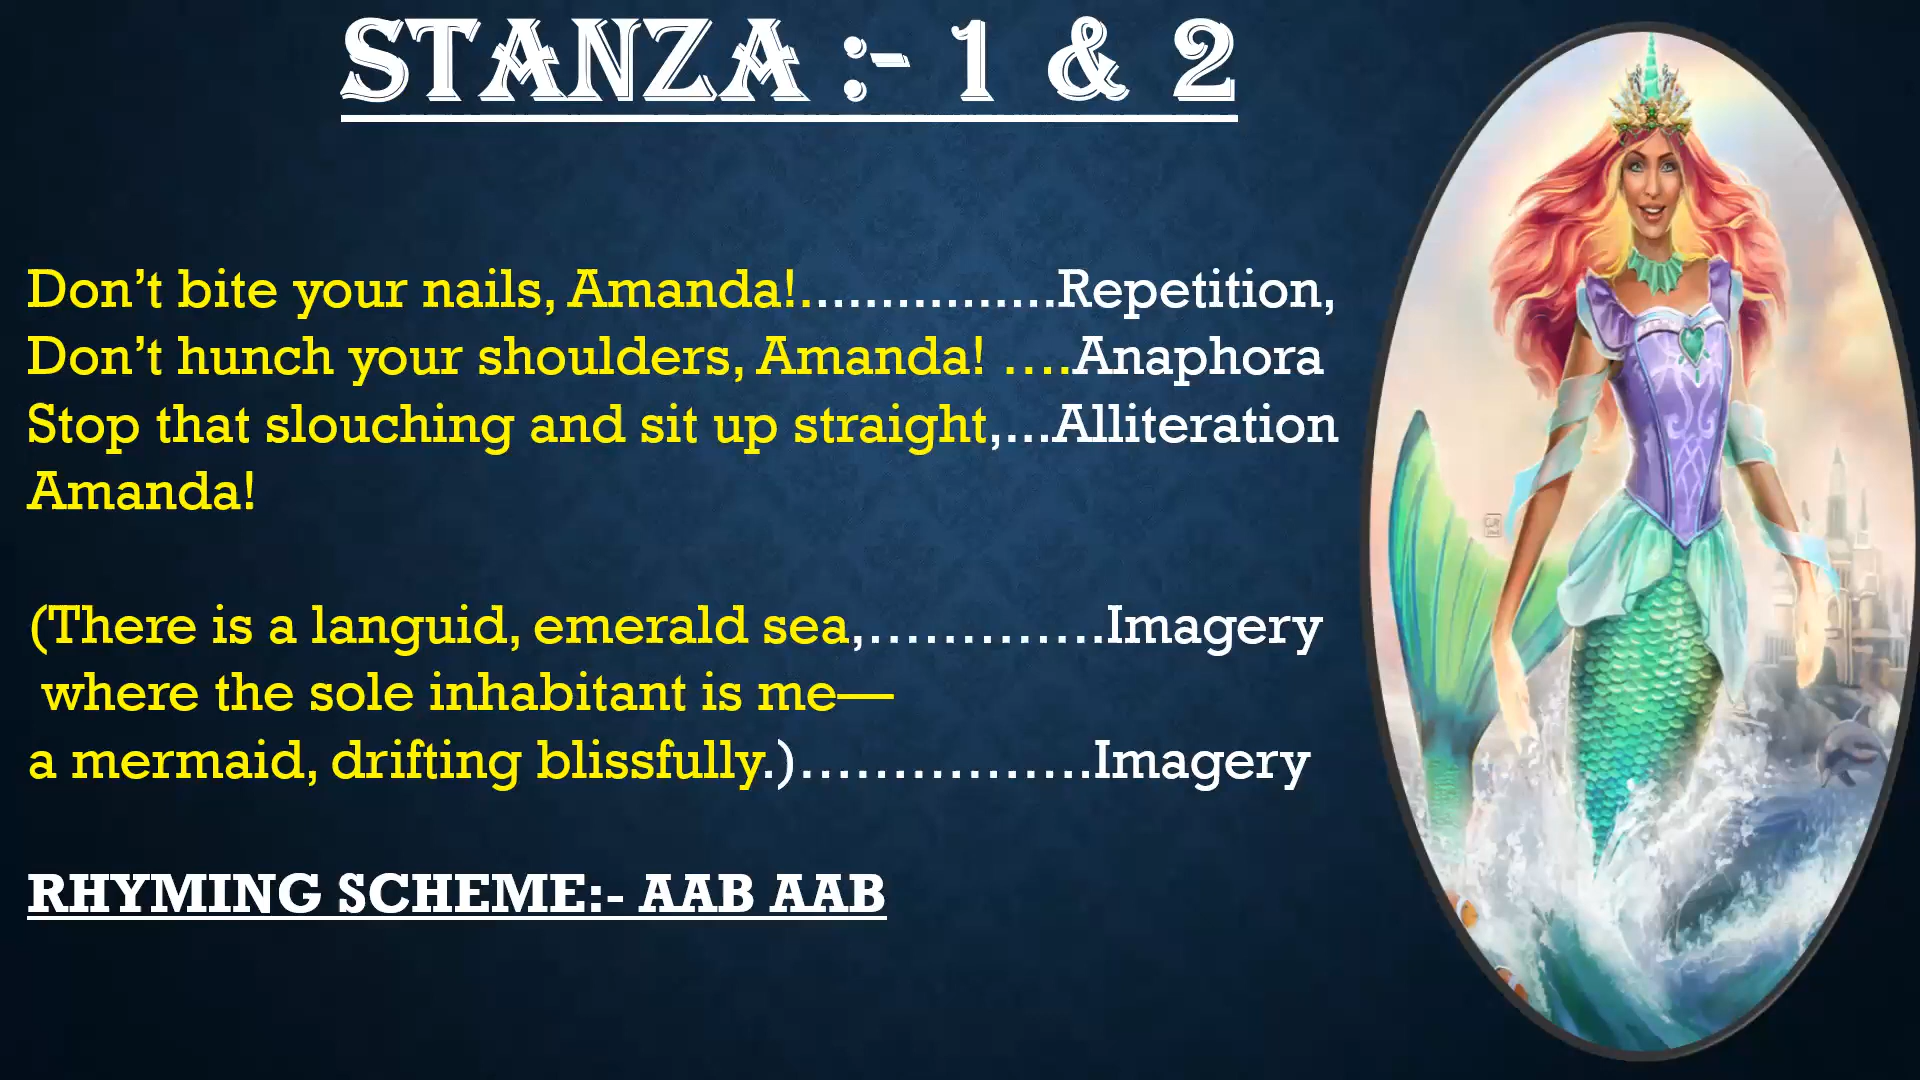 STANZA :- 1 & 2
Don’t bite your nails, Amanda!...............Repetition,
Don’t hunch your shoulders, Amanda! ....Anaphora
Stop that slouching and sit up straight,...Alliteration
Amanda!
(There is a languid, emerald sea,.............Imagery
where the sole inhabitant is me—
a mermaid, drifting blissfully.)................Imagery
RHYMING SCHEME:- AAB AAB